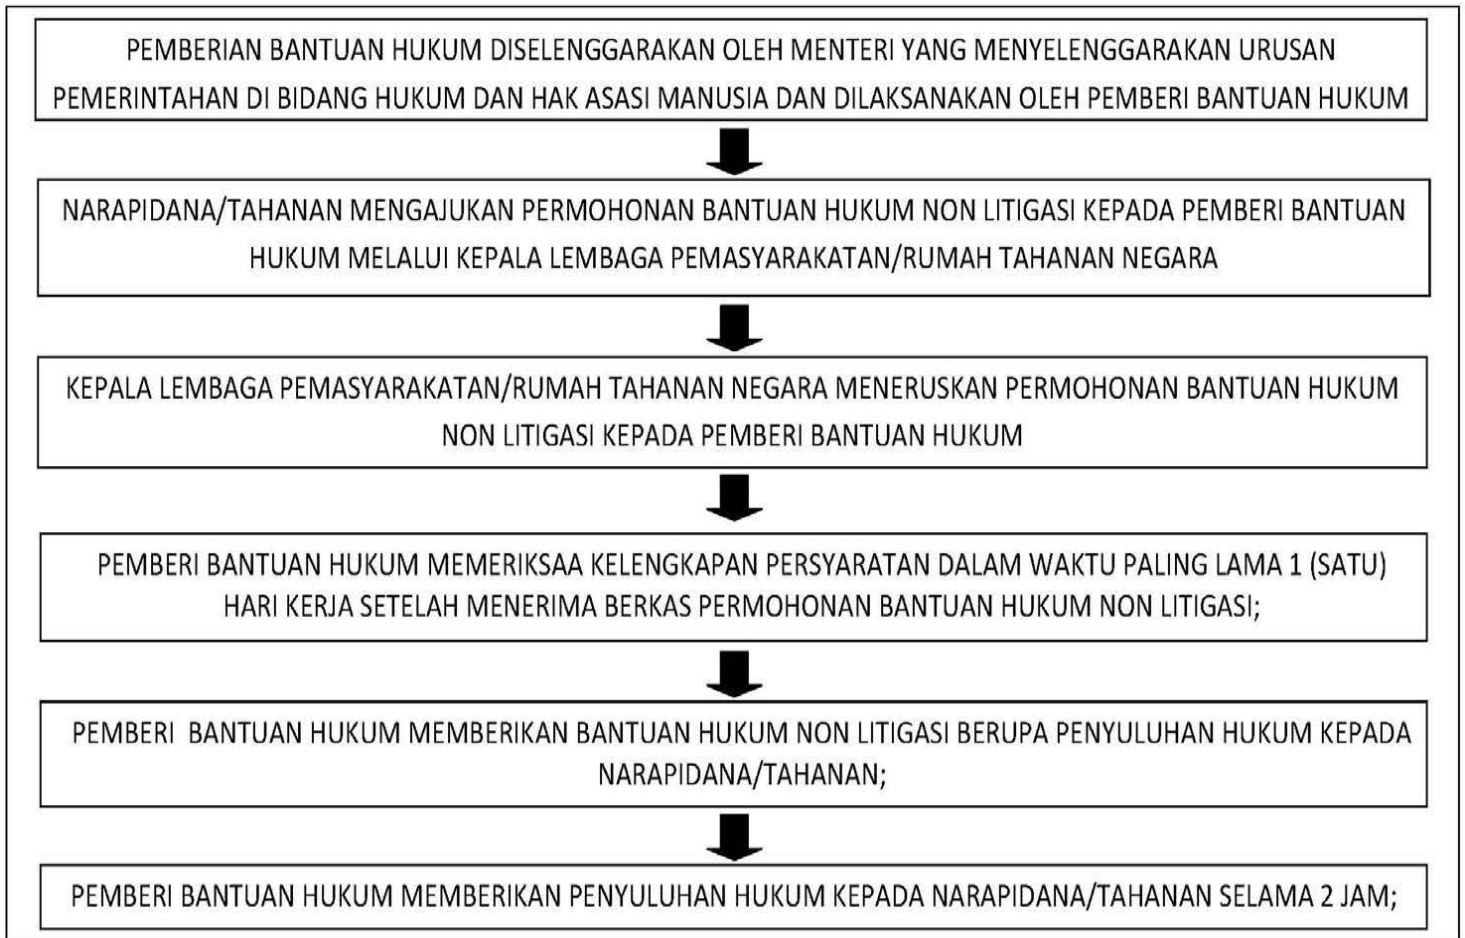 PEMBERIAN BANTUAN HUKUM DISELENGGARAKAN OLEH MENTERI YANG MENYELENGGARAKAN URUSAN
PEMERINTAHAN DI BIDANG HUKUM DAN HAK ASASI MANUSIA DAN DILAKSANAKAN OLEH PEMBERI BANTUAN HUKUM
NARAPIDANA/TAHANAN MENGAJUKAN PERMOHONAN BANTUAN HUKUM NON LITIGASI KEPADA PEMBERI BANTUAN
HUKUM MELALUI KEPALA LEMBAGA PEMASYARAKATAN/RUMAH TAHANAN NEGARA
KEPALA LEMBAGA PEMASYARAKATAN/RUMAH TAHANAN NEGARA MENERUSKAN PERMOHONAN BANTUAN HUKUM
NON LITIGASI KEPADA PEMBERI BANTUAN HUKUM
PEMBERI BANTUAN HUKUM MEMERIKSAA KELENGKAPAN PERSYARATAN DALAM WAKTU PALING LAMA 1 (SATU)
HARI KERJA SETELAH MENERIMA BERKAS PERMOHONAN BANTUAN HUKUM NON LITIGASI;
PEMBERI BANTUAN HUKUM MEMBERIKAN BANTUAN HUKUM NON LITIGASI BERUPA PENYULUHAN HUKUM KEPADA
NARAPIDANA/TAHANAN;
PEMBERI BANTUAN HUKUM MEMBERIKAN PENYULUHAN HUKUM KEPADA NARAPIDANA/TAHANAN SELAMA 2 JAM;